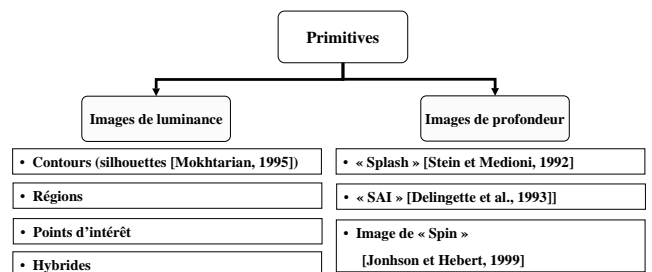 Primitives
Images de luminance
Images de profondeur
• Contours (silhouettes [Mokhtarian, 1995])
• Régions
• Points d'intérêt
• Hybrides
• « Splash » [Stein et Medioni, 1992]
• « SAI » [Delingette et al., 1993]]
• Image de « Spin »
[Jonhson et Hebert, 1999]